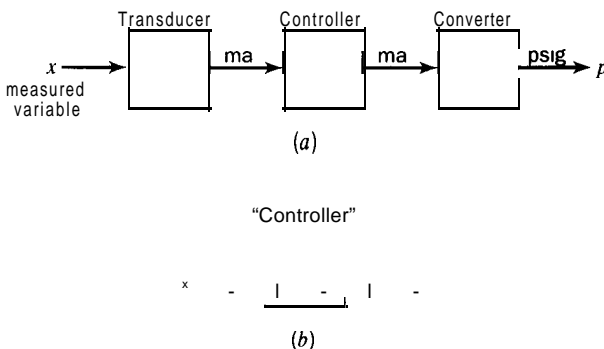 Transducer Controller Converter
x ma ma psig p
measured
variable
(a)
“Controller”
x - | - | -
(b)